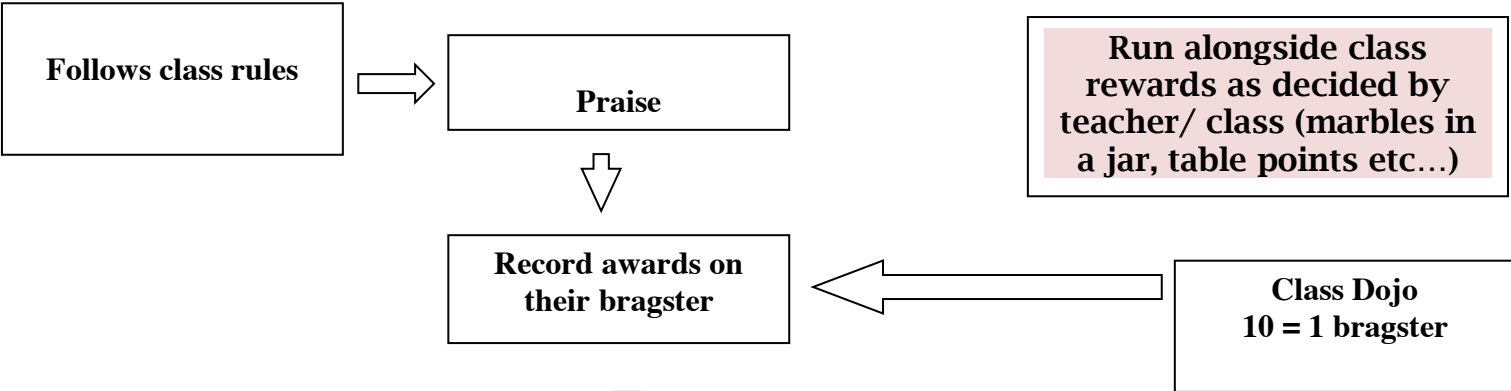 Follows class rules
Praise
Run alongside class
rewards as decided by
teacher/ class (marbles in
a jar, table points etc…)
Record awards on
their bragster
Class Dojo
10 = 1 bragster